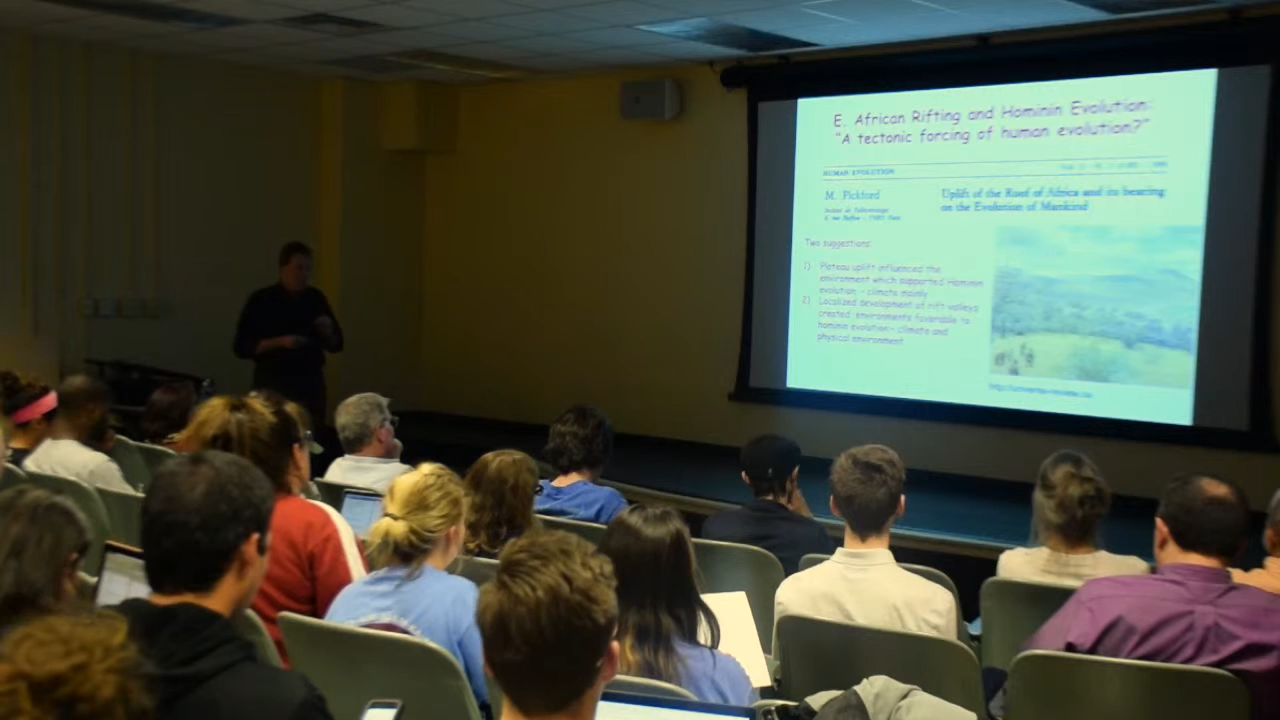 E. African Rifting and Hominin Evolution:
"A tectonic forcing of human evolution?"
HUMAN EVOLUTION
M. Pickford
Uplift of the Roof of Africa and its bearing
on the Evolution of Mankind
Two suggestions:
1) Plateau uplift influenced the
environment which supported Hominin
evolution - climate mainly
2) Localized development of rift valleys
created environments favorable to
hominin evolution - climate and
physical environment